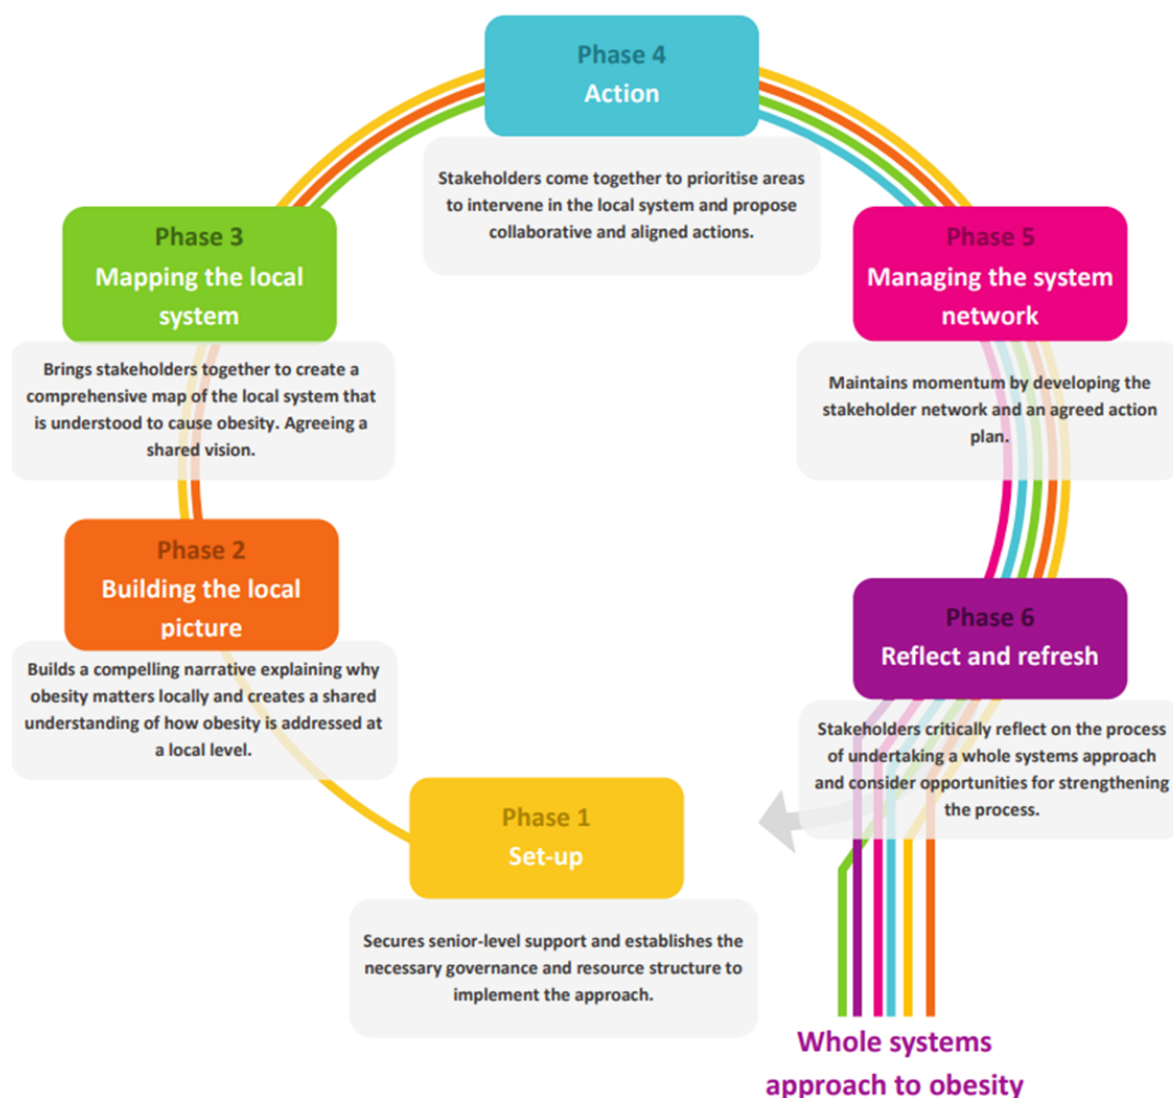 Phase 4
Action
Stakeholders come together to prioritise areas
to intervene in the local system and propose
collaborative and aligned actions.
Phase 3
Mapping the local
system
Brings stakeholders together to create a
comprehensive map of the local system that
is understood to cause obesity. Agreeing a
shared vision.
Phase 5
Managing the system
network
Maintains momentum by developing the
stakeholder network and an agreed action
plan.
Phase 2
Building the local
picture
Builds a compelling narrative explaining why
obesity matters locally and creates a shared
understanding of how obesity is addressed at
a local level.
Phase 6
Reflect and refresh
Stakeholders critically reflect on the process
of undertaking a whole systems approach
and consider opportunities for strengthening
the process.
Phase 1
Set-up
Secures senior-level support and establishes the
necessary governance and resource structure to
implement the approach.
Whole systems
approach to obesity